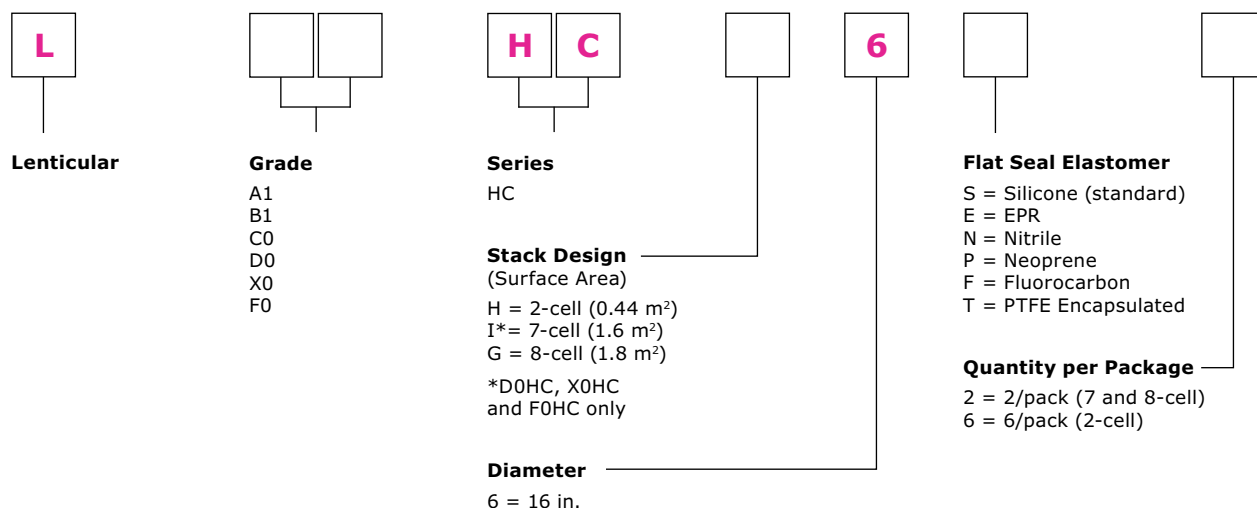 L H C 6
Lenticular
Grade
A1
B1
C0
D0
X0
F0
Series
HC
Stack Design
(Surface Area)
H = 2-cell (0.44 m²)
I*= 7-cell (1.6 m²)
G = 8-cell (1.8 m²)
*D0HC, X0HC
and F0HC only
Diameter
6 = 16 in.
Flat Seal Elastomer
S = Silicone (standard)
E = EPR
N = Nitrile
P = Neoprene
F = Fluorocarbon
T = PTFE Encapsulated
Quantity per Package
2 = 2/pack (7 and 8-cell)
6 = 6/pack (2-cell)